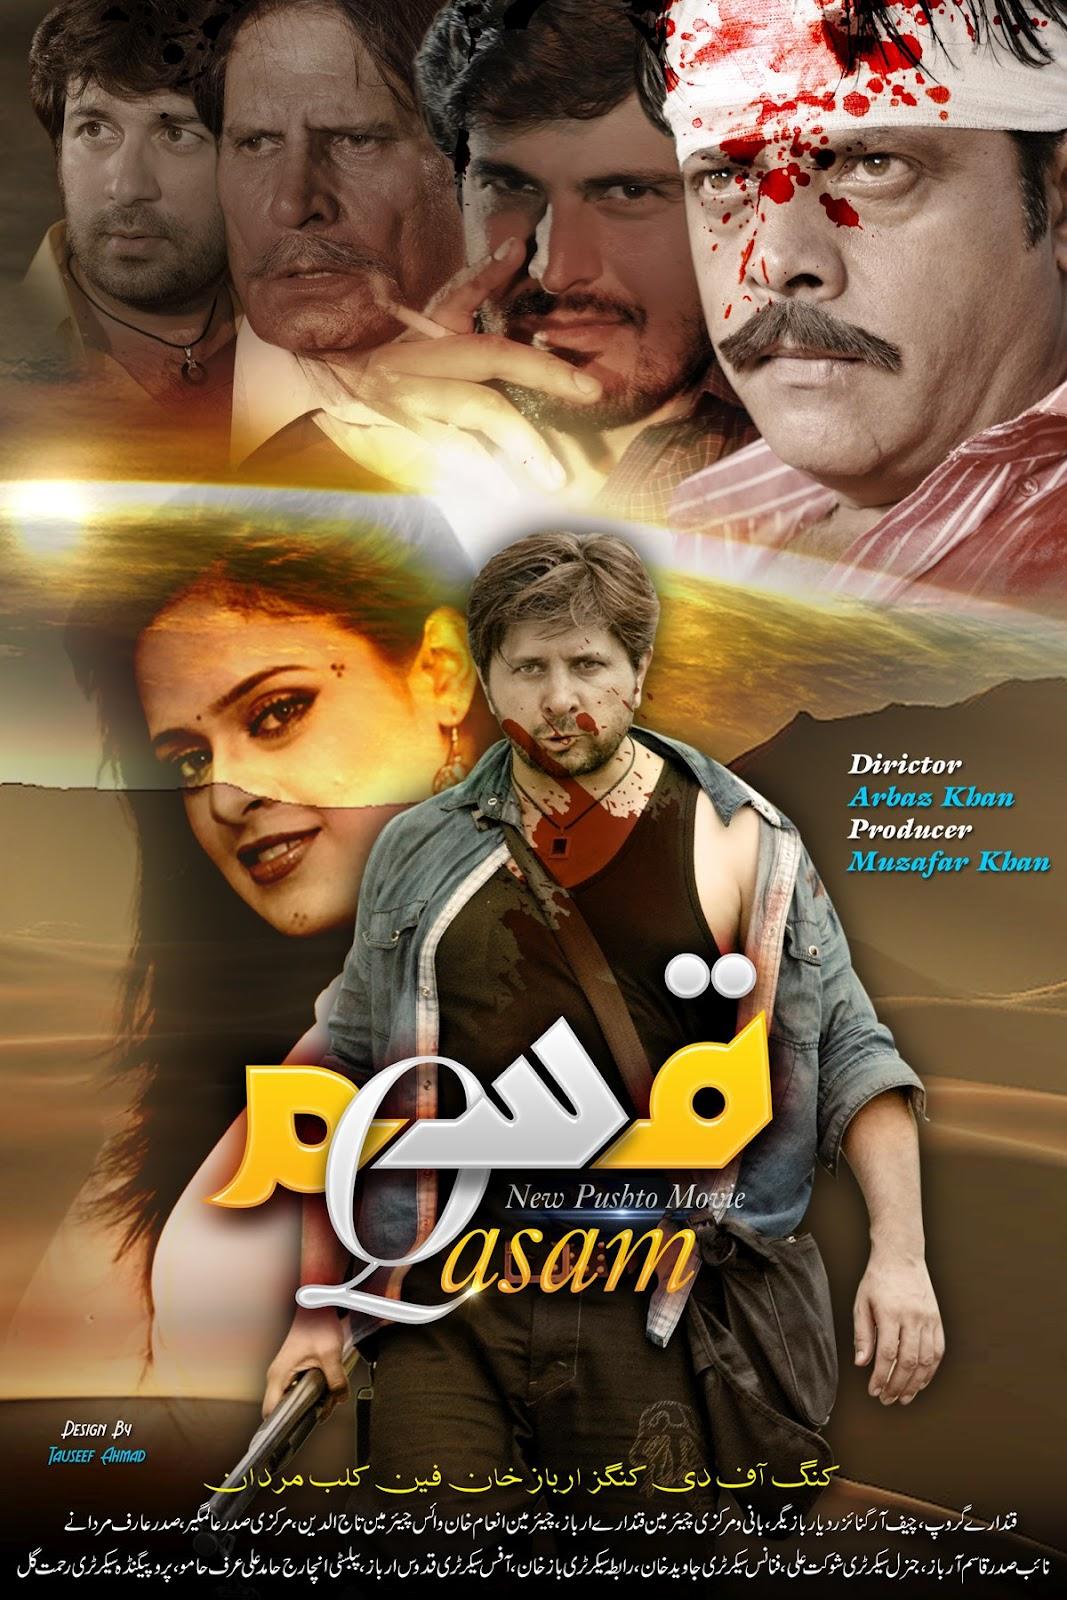 Dirictor
Arbaz Khan
Producer
Muzafar Khan
قسم
New Pushto Movie
Qasam
Design By
Tauseef Ahmad
کنگ آف دی کنگز ارباز خان فین کلب مردان
قندارے گروپ، چیف آرگنائزر دیار بازیگر، بانی و مرکزی چیئرمین قندارے ارباز، چیئرمین انعام خان وائس چیئرمین تاج الدین، مرکزی صدر عالمگیر، صدر عارف مردانے
نائب صدر قاسم آرباز، جنرل سیکرٹری شوکت علی، فنانس سیکرٹری جاوید خان، رابطہ سیکرٹری باز خان، آفس سیکرٹری قدوس ارباز، پبلسٹی انچارج حامد علی عرف حامو، پروپیگنڈہ سیکرٹری رحمت گل